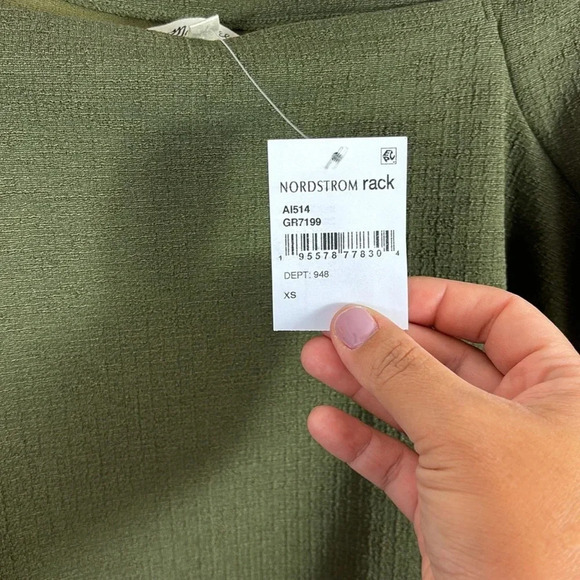 NORDSTROM rack
AI514
GR7199
1 95578 77830 4
DEPT: 948
XS